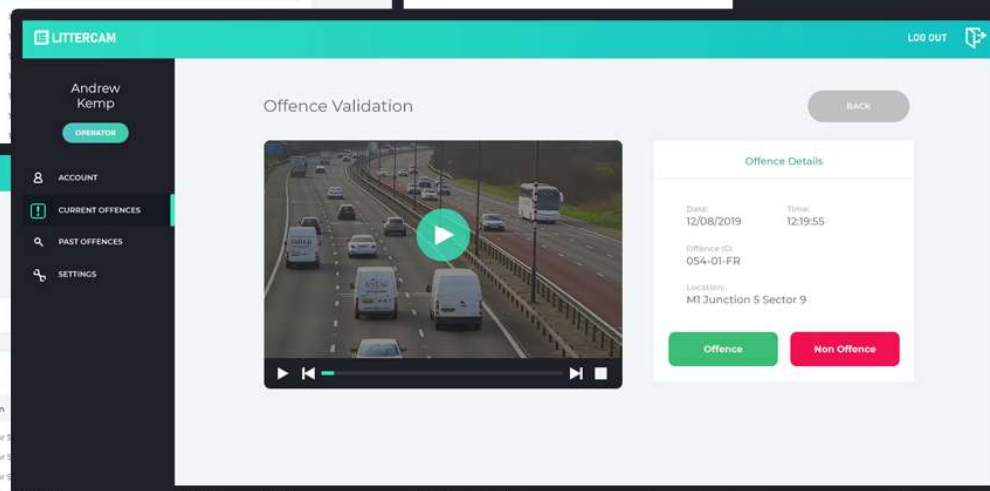 LITTERCAM
LOG OUT
Andrew
Kemp
OPERATOR
ACCOUNT
CURRENT OFFENCES
PAST OFFENCES
SETTINGS
Offence Validation
BACK
Offence Details
Date: Time:
12/08/2019 12:19:55
Offence ID:
054-01-FR
Location:
M1 Junction 5 Sector 9
Offence Non Offence